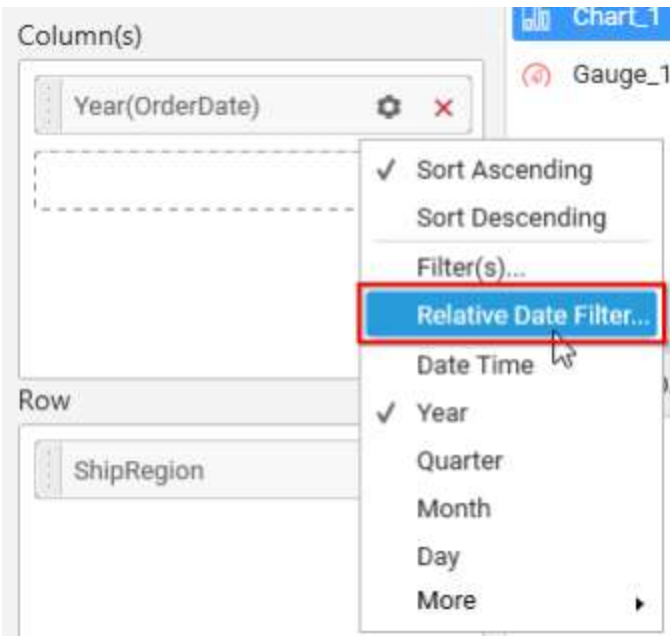 Column(s)
Chart_1
Gauge_1
Year(OrderDate)
Sort Ascending
Sort Descending
Filter(s)...
Relative Date Filter...
Date Time
Year
Quarter
Month
Day
More
Row
ShipRegion